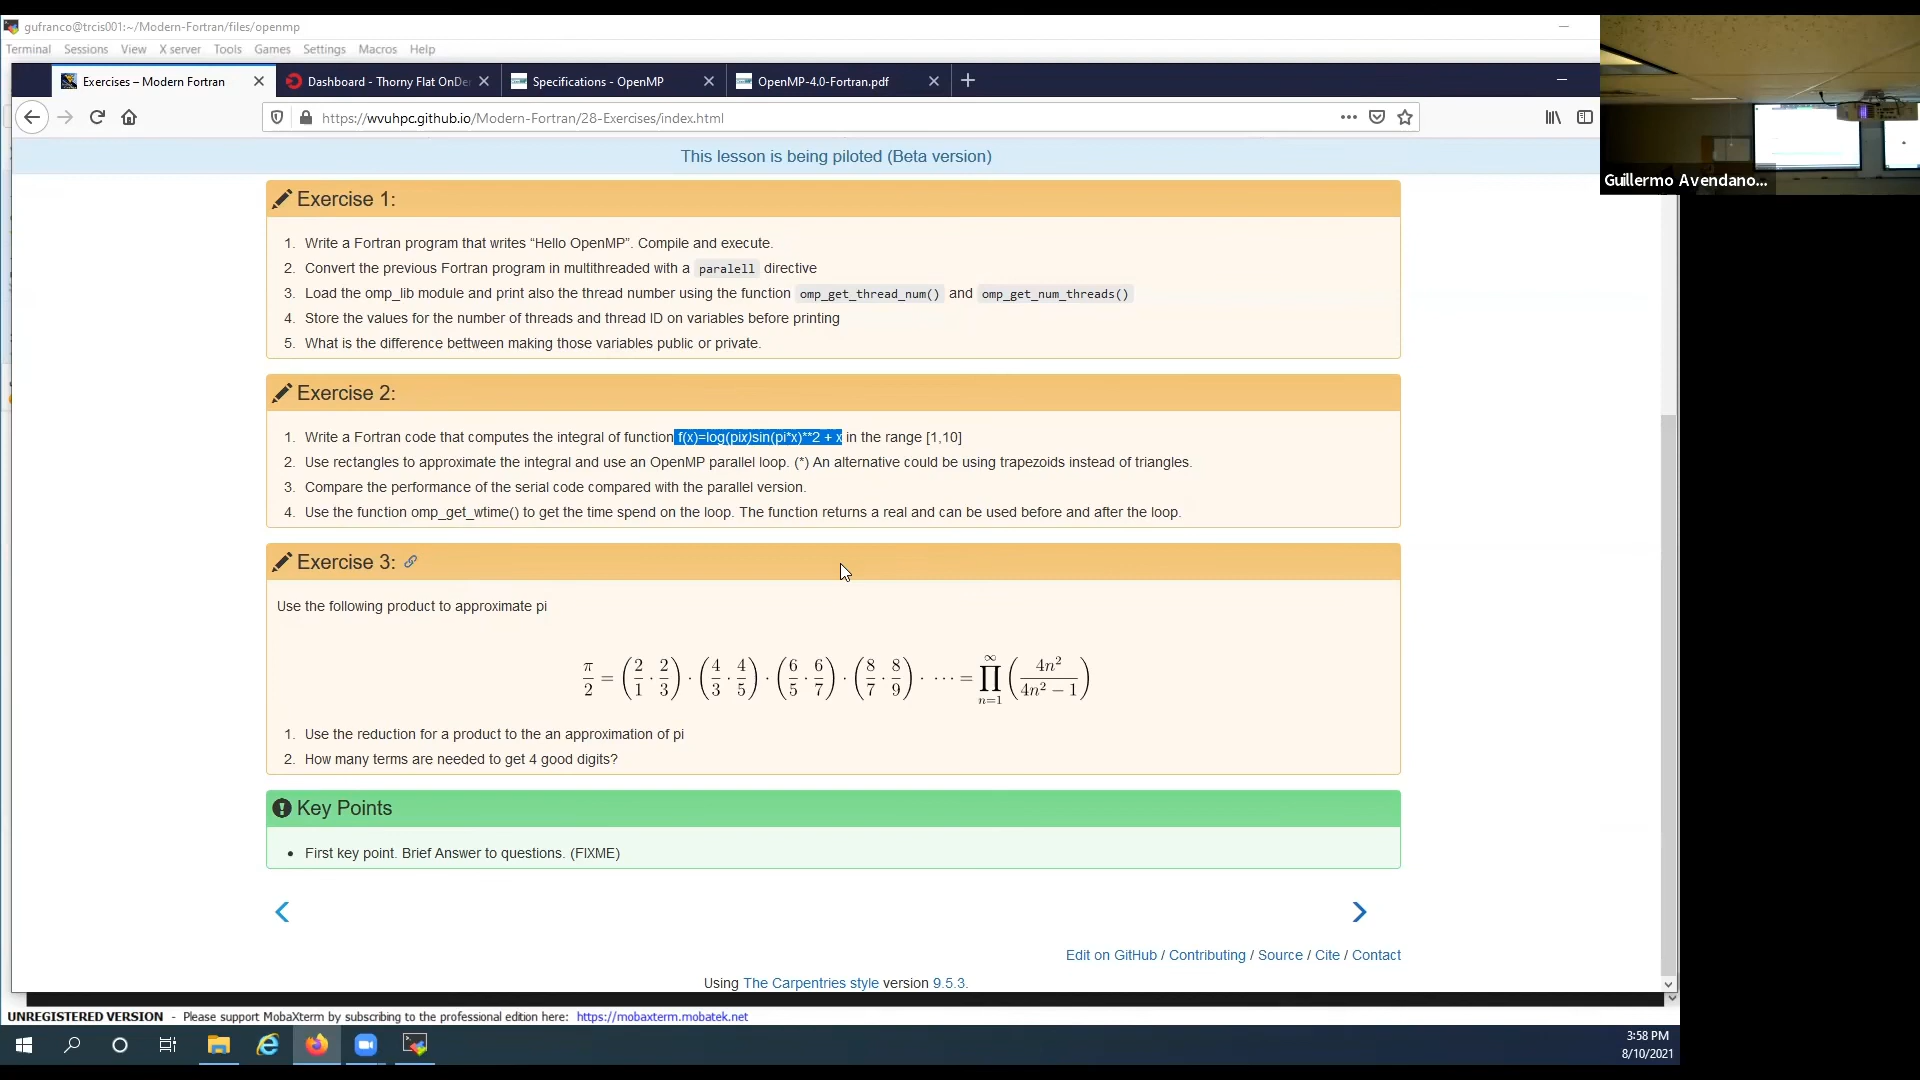 gufranco@trcis001:~/Modern-Fortran/files/openmp
Terminal Sessions View X server Tools Games Settings Macros Help
Exercises – Modern Fortran
Dashboard - Thorny Flat OnDe
Specifications - OpenMP
OpenMP-4.0-Fortran.pdf
https://wvuhpc.github.io/Modern-Fortran/28-Exercises/index.html
Guillermo Avendano...
This lesson is being piloted (Beta version)
Exercise 1:
1. Write a Fortran program that writes “Hello OpenMP”. Compile and execute.
2. Convert the previous Fortran program in multithreaded with a paralell directive
3. Load the omp_lib module and print also the thread number using the function omp_get_thread_num() and omp_get_num_threads()
4. Store the values for the number of threads and thread ID on variables before printing
5. What is the difference bettween making those variables public or private.
Exercise 2:
1. Write a Fortran code that computes the integral of function f(x)=log(pix)sin(pi*x)**2 + x in the range [1,10]
2. Use rectangles to approximate the integral and use an OpenMP parallel loop. (*) An alternative could be using trapezoids instead of triangles.
3. Compare the performance of the serial code compared with the parallel version.
4. Use the function omp_get_wtime() to get the time spend on the loop. The function returns a real and can be used before and after the loop.
Exercise 3:
Use the following product to approximate pi
π/2 = (2/1 · 2/3) · (4/3 · 4/5) · (6/5 · 6/7) · (8/7 · 8/9) · ⋯ = ∏_{n=1}^{∞} (4n²/(4n² − 1))
1. Use the reduction for a product to the an approximation of pi
2. How many terms are needed to get 4 good digits?
Key Points
• First key point. Brief Answer to questions. (FIXME)
Edit on GitHub / Contributing / Source / Cite / Contact
Using The Carpentries style version 9.5.3.
UNREGISTERED VERSION - Please support MobaXterm by subscribing to the professional edition here: https://mobaxterm.mobatek.net
3:58 PM
8/10/2021